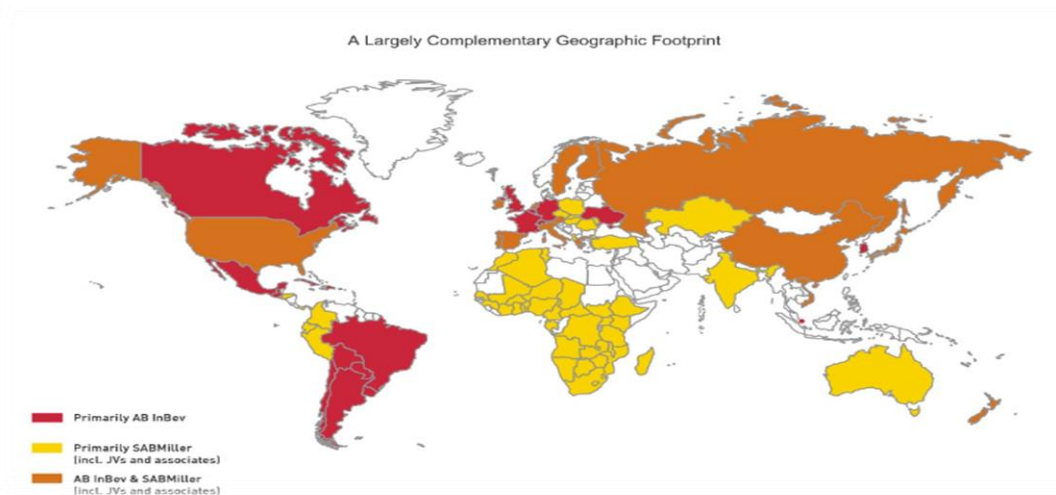 A Largely Complementary Geographic Footprint
Primarily AB InBev
Primarily SABMiller
(incl. JVs and associates)
AB InBev & SABMiller
(incl. JVs and associates)